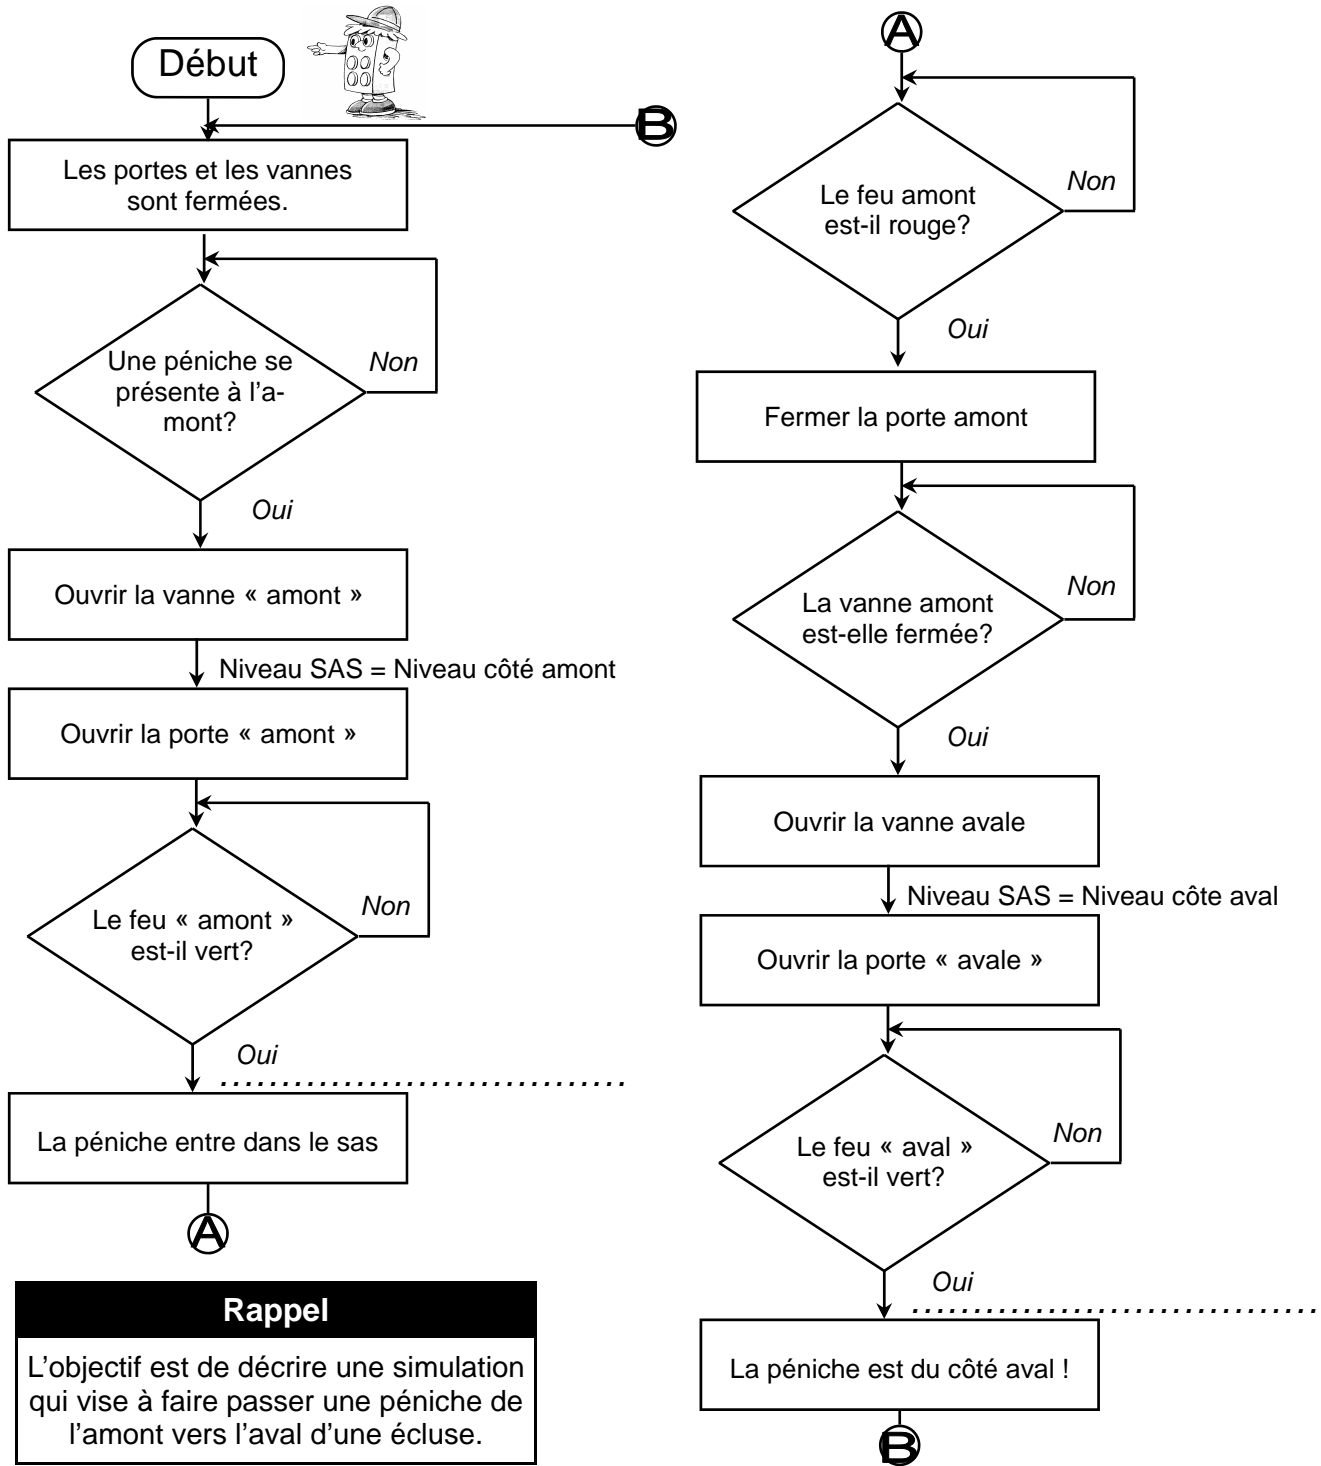 Début
B
Les portes et les vannes
sont fermées.
Une péniche se
présente à l’a-
mont?
Non
Oui
Ouvrir la vanne « amont »
Niveau SAS = Niveau côté amont
Ouvrir la porte « amont »
Le feu « amont »
est-il vert?
Non
Oui
................................
La péniche entre dans le sas
A
Rappel
L’objectif est de décrire une simulation
qui vise à faire passer une péniche de
l’amont vers l’aval d’une écluse.
A
Le feu amont
est-il rouge?
Non
Oui
Fermer la porte amont
La vanne amont
est-elle fermée?
Non
Oui
Ouvrir la vanne avale
Niveau SAS = Niveau côte aval
Ouvrir la porte « avale »
Le feu « aval »
est-il vert?
Non
Oui
................................
La péniche est du côté aval !
B